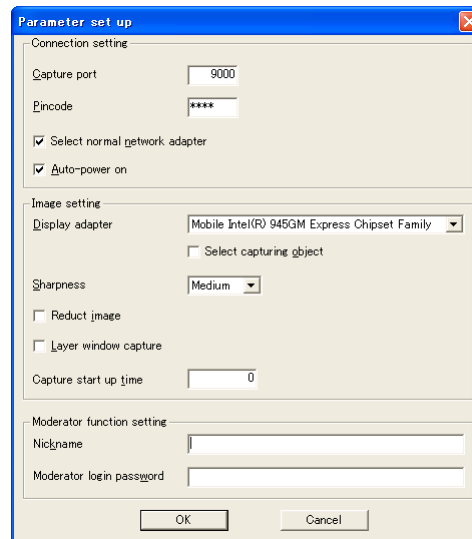 Parameter set up
Connection setting
Capture port 9000
Pincode ****
Select normal network adapter
Auto-power on
Image setting
Display adapter Mobile Intel(R) 945GM Express Chipset Family
Select capturing object
Sharpness Medium
Reduct image
Layer window capture
Capture start up time 0
Moderator function setting
Nickname
Moderator login password
OK Cancel